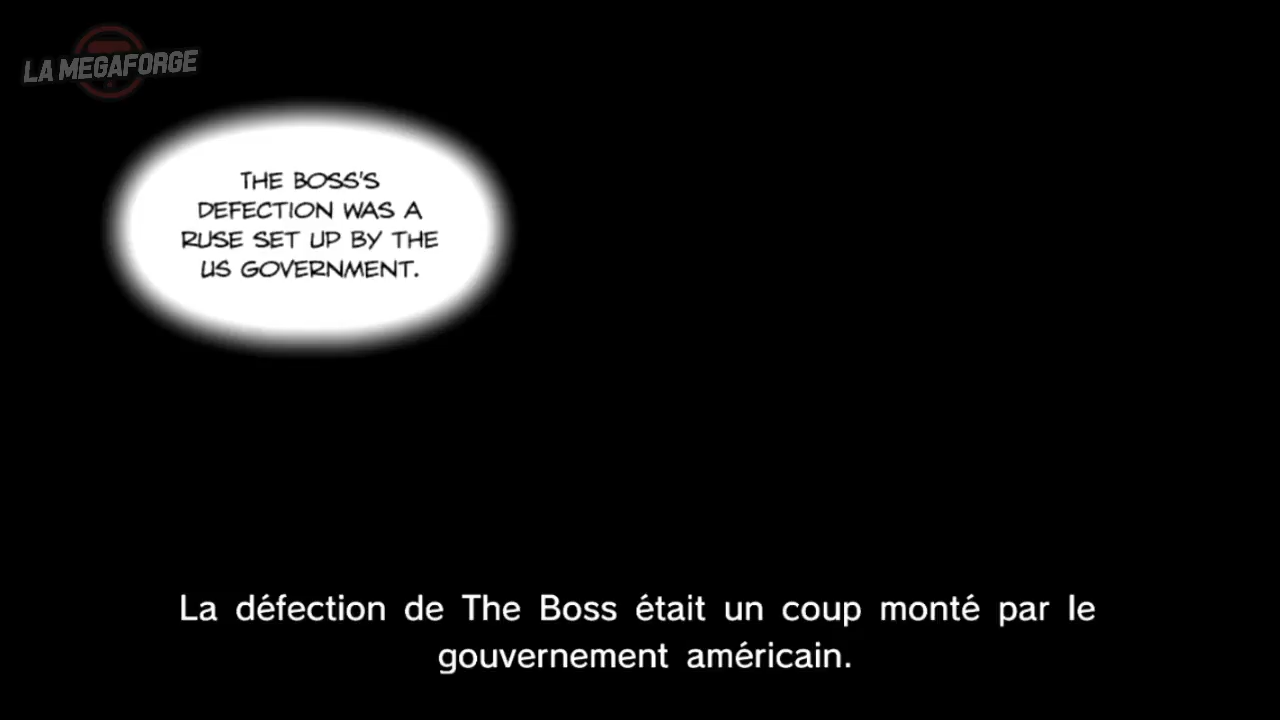 LA MEGAFORGE
THE BOSS'S
DEFECTION WAS A
RUSE SET UP BY THE
US GOVERNMENT.
La défection de The Boss était un coup monté par le
gouvernement américain.